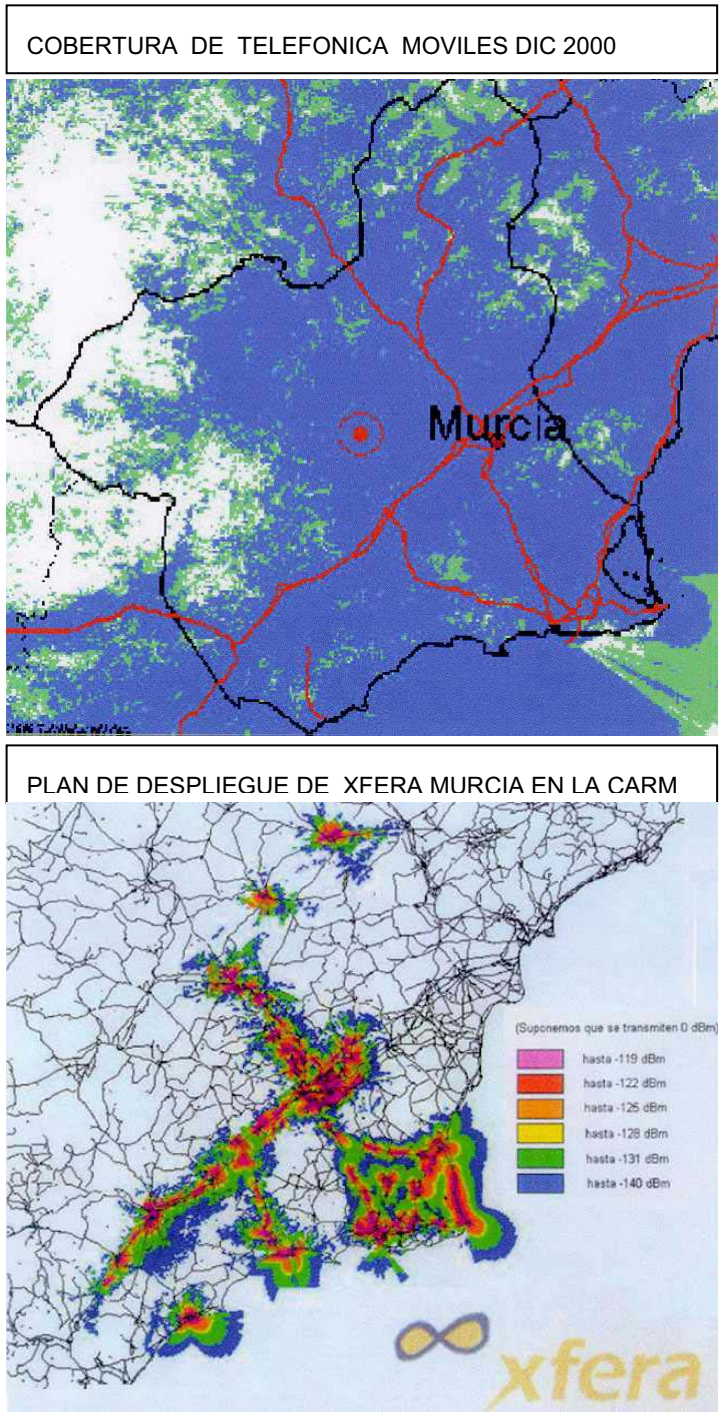 COBERTURA DE TELEFONICA MOVILES DIC 2000
Murcia
PLAN DE DESPLIEGUE DE XFERA MURCIA EN LA CARM
(Suponemos que se transmiten 0 dBm)
hasta -119 dBm
hasta -122 dBm
hasta -125 dBm
hasta -128 dBm
hasta -131 dBm
hasta -140 dBm
xfera